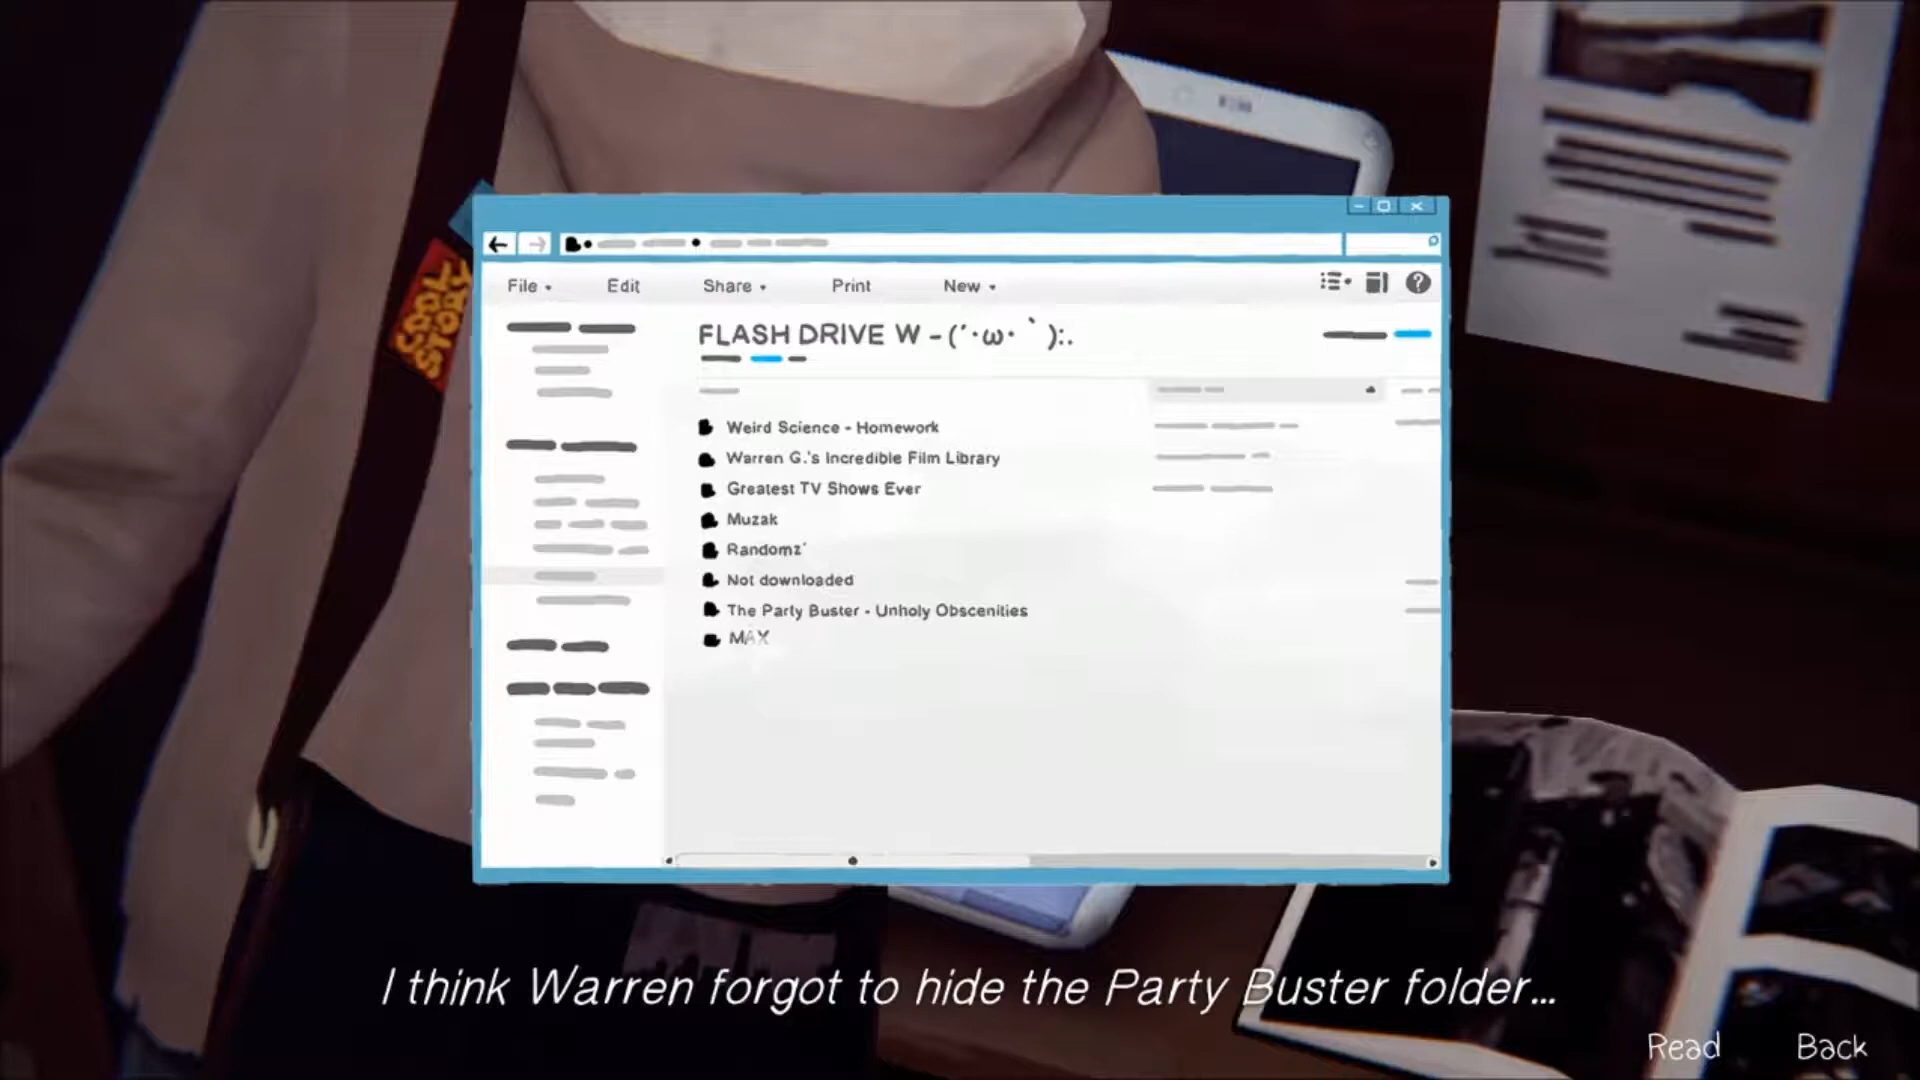 File Edit Share Print New
FLASH DRIVE W - (´･ω･｀):.
Weird Science - Homework
Warren G.'s Incredible Film Library
Greatest TV Shows Ever
Muzak
Randomz'
Not downloaded
The Party Buster - Unholy Obscenities
MAX
COOL
STORY
I think Warren forgot to hide the Party Buster folder...
Read Back